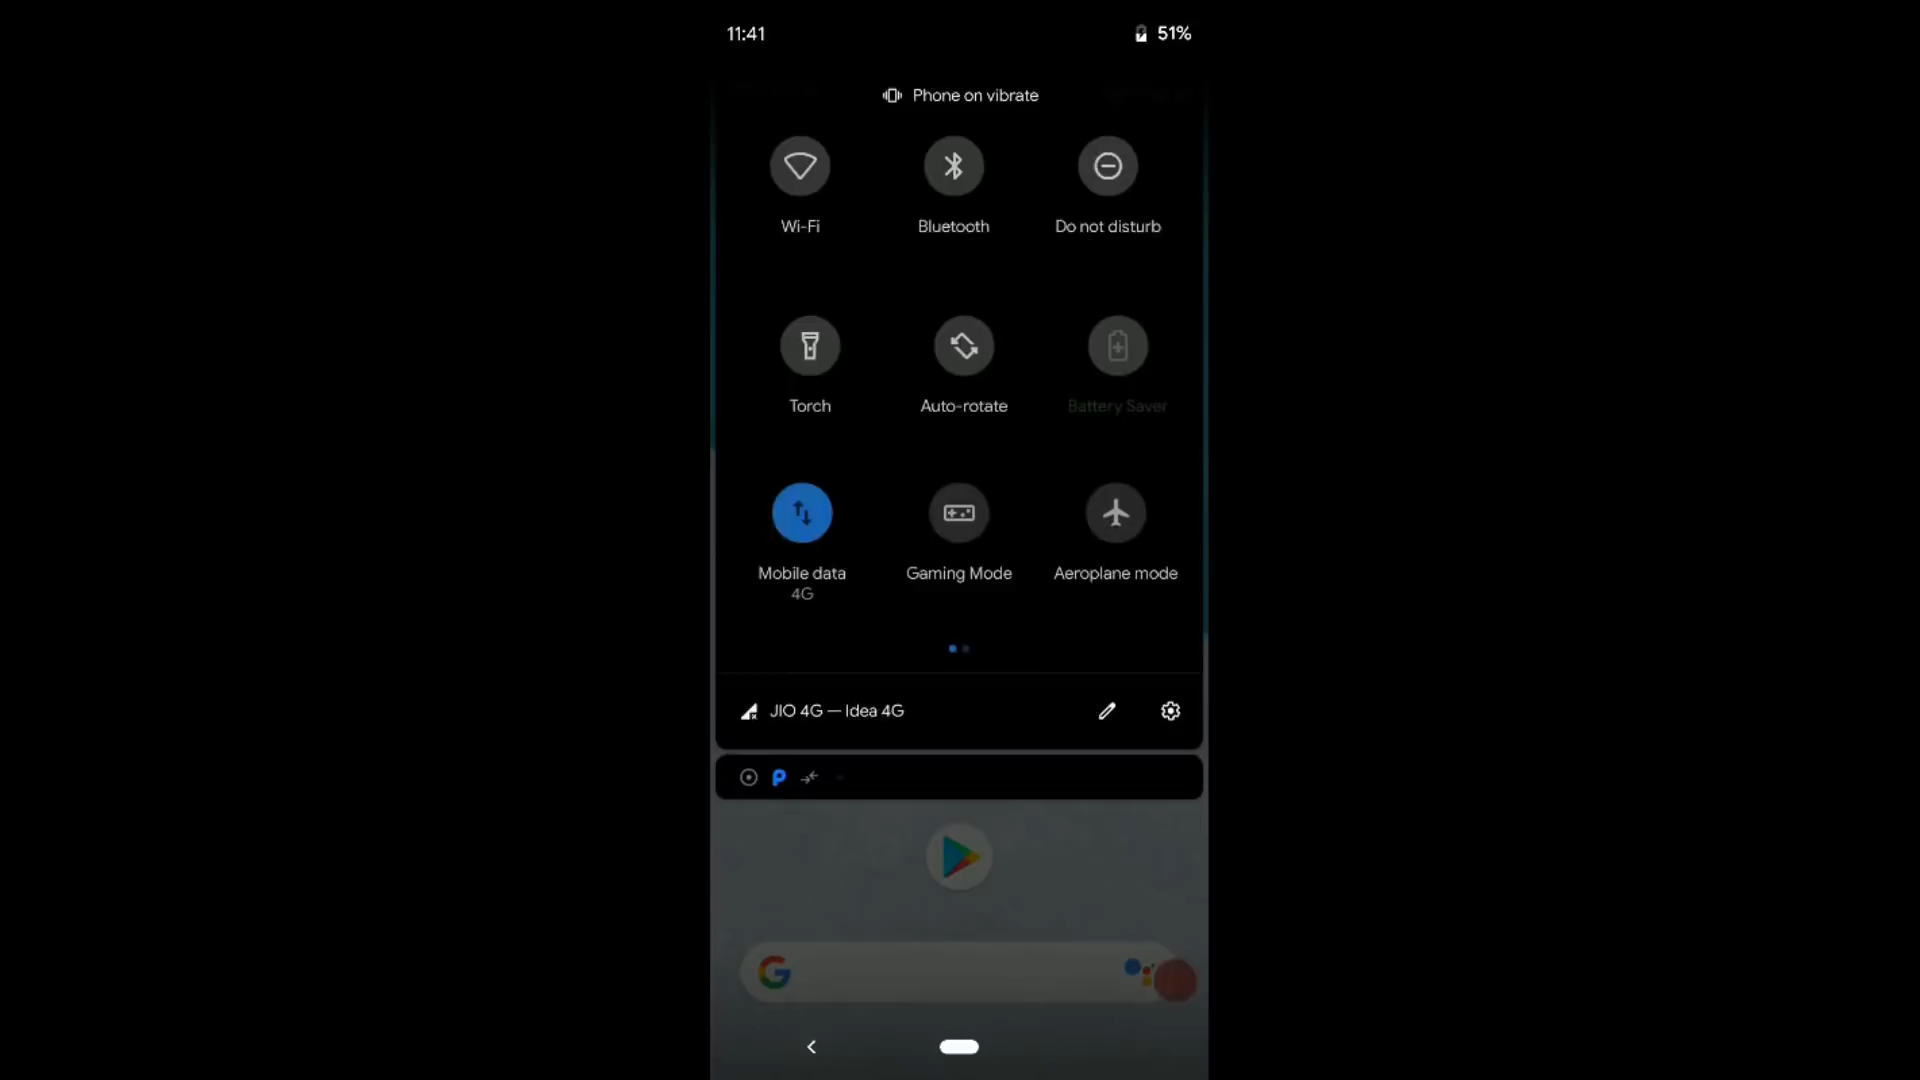 11:41 51%
Phone on vibrate
Wi-Fi Bluetooth Do not disturb
Torch Auto-rotate Battery Saver
Mobile data Gaming Mode Aeroplane mode
4G
JIO 4G — Idea 4G